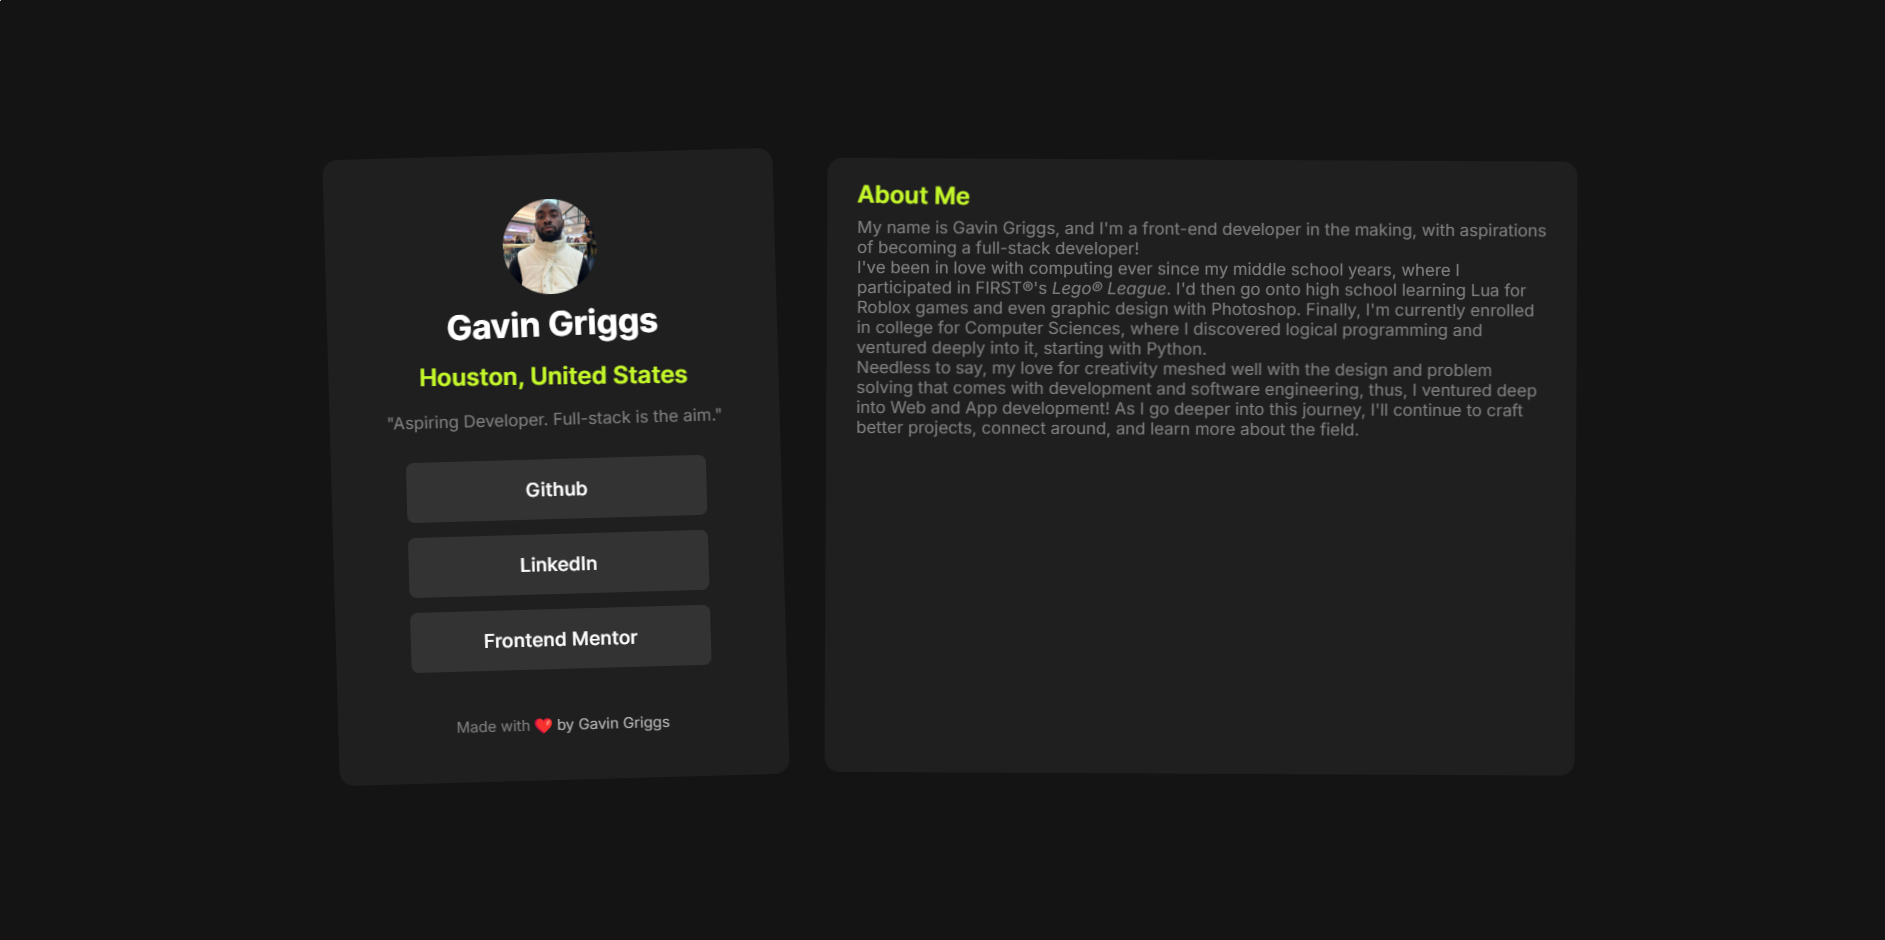 Gavin Griggs
Houston, United States
"Aspiring Developer. Full-stack is the aim."
Github
LinkedIn
Frontend Mentor
Made with ❤️ by Gavin Griggs
About Me
My name is Gavin Griggs, and I'm a front-end developer in the making, with aspirations
of becoming a full-stack developer!
I've been in love with computing ever since my middle school years, where I
participated in FIRST®'s Lego® League. I'd then go onto high school learning Lua for
Roblox games and even graphic design with Photoshop. Finally, I'm currently enrolled
in college for Computer Sciences, where I discovered logical programming and
ventured deeply into it, starting with Python.
Needless to say, my love for creativity meshed well with the design and problem
solving that comes with development and software engineering, thus, I ventured deep
into Web and App development! As I go deeper into this journey, I'll continue to craft
better projects, connect around, and learn more about the field.